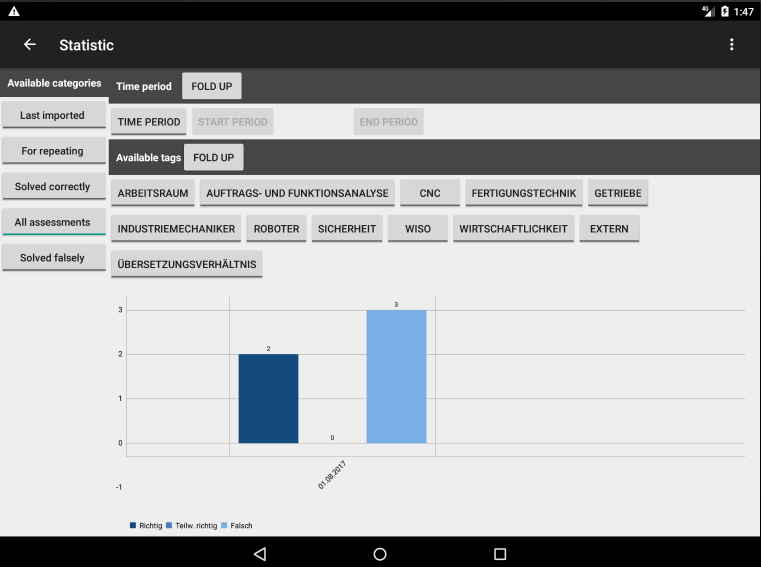 4G 1:47
Statistic
Available categories
Time period FOLD UP
Last imported
TIME PERIOD START PERIOD END PERIOD
For repeating
Available tags FOLD UP
Solved correctly
ARBEITSRAUM AUFTRAGS- UND FUNKTIONSANALYSE CNC FERTIGUNGSTECHNIK GETRIEBE
All assessments
INDUSTRIEMECHANIKER ROBOTER SICHERHEIT WISO WIRTSCHAFTLICHKEIT EXTERN
Solved falsely
ÜBERSETZUNGSVERHÄLTNIS
3
3
2
2
1
0
0
-1
01.08.2017
Richtig Teilw. richtig Falsch